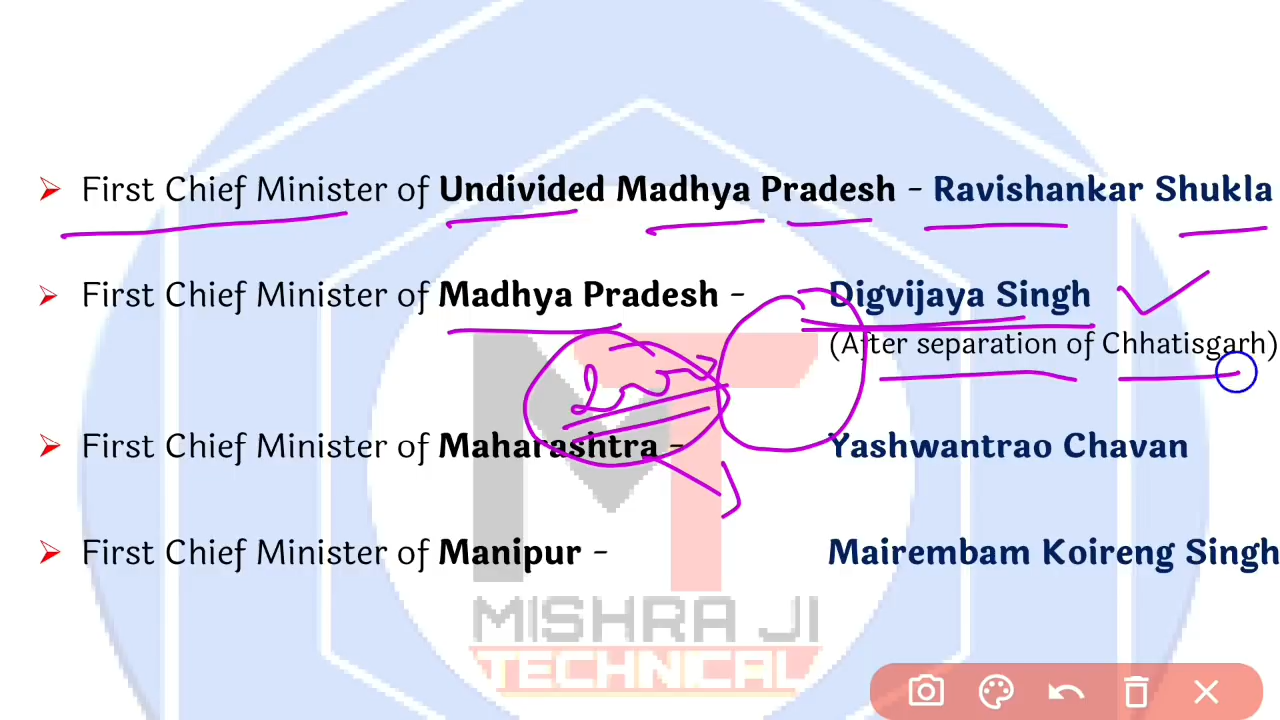 ➢ First Chief Minister of Undivided Madhya Pradesh - Ravishankar Shukla
➢ First Chief Minister of Madhya Pradesh - Digvijaya Singh
(After separation of Chhatisgarh)
➢ First Chief Minister of Maharashtra - Yashwantrao Chavan
➢ First Chief Minister of Manipur - Mairembam Koireng Singh
MISHRA JI
TECHNICAL